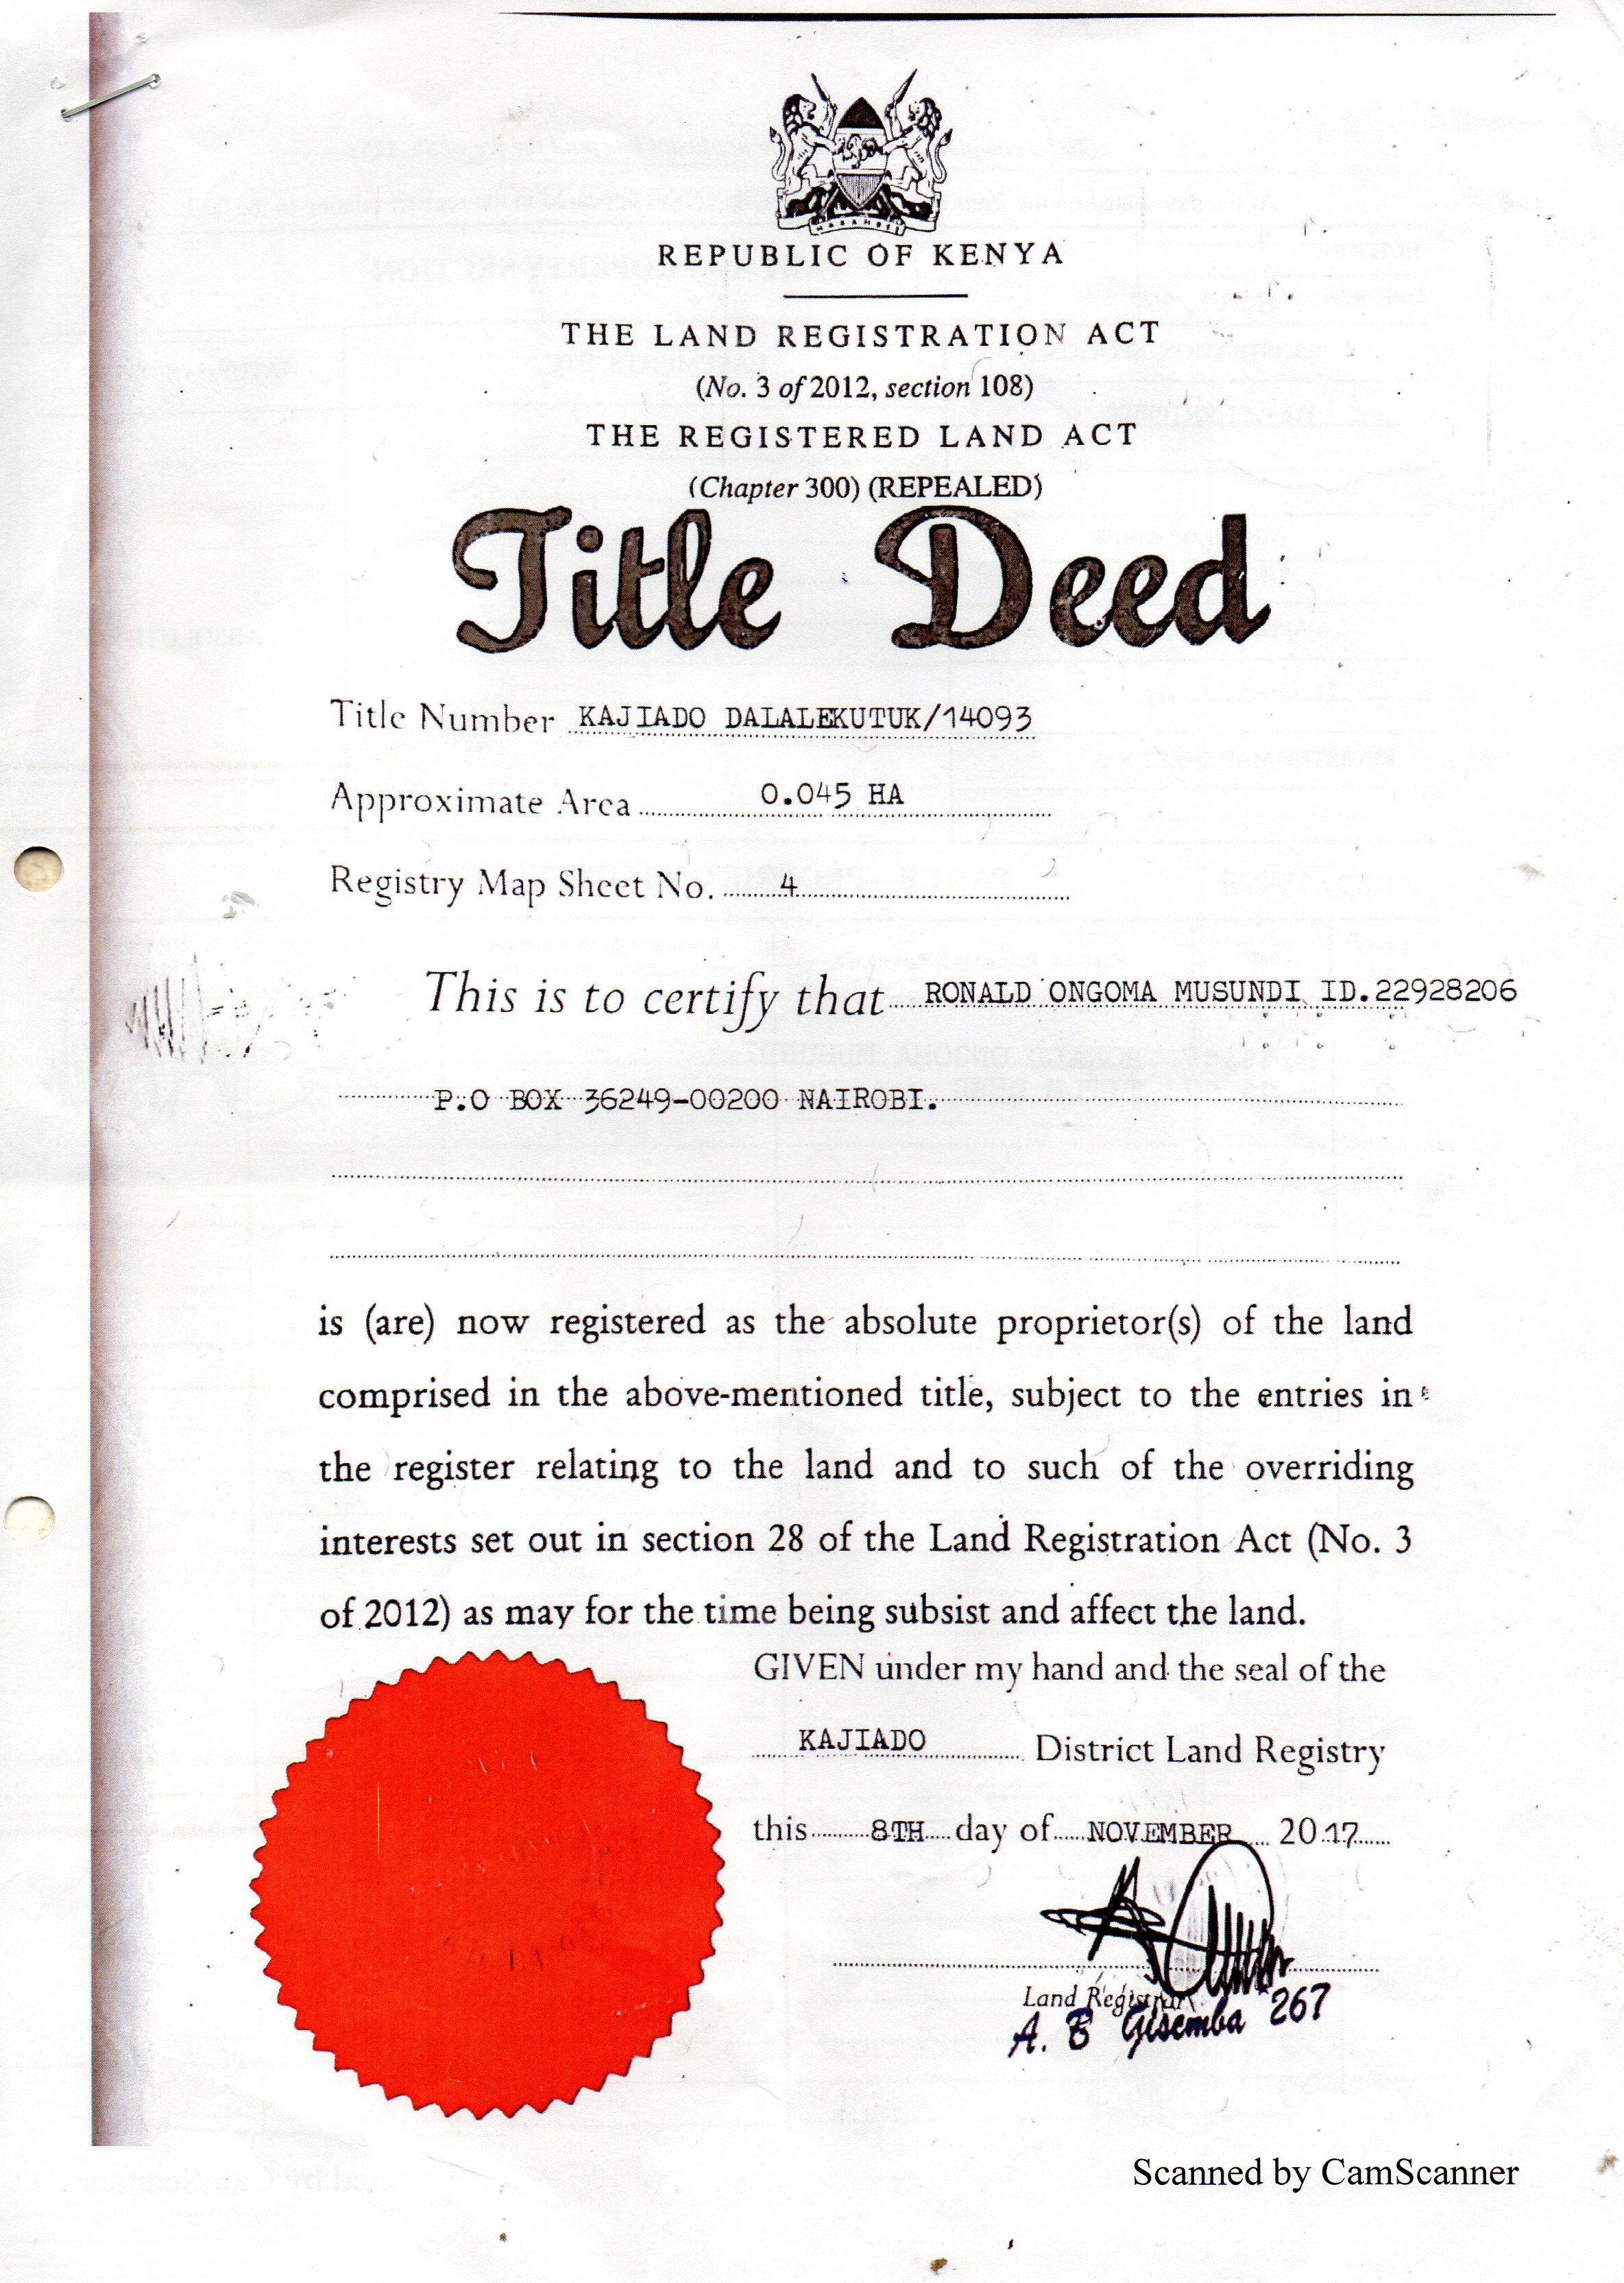 HARAMBEE
REPUBLIC OF KENYA
THE LAND REGISTRATION ACT
(No. 3 of 2012, section 108)
THE REGISTERED LAND ACT
(Chapter 300) (REPEALED)
Title Deed
Title Number KAJIADO DALALEKUTUK/14093
Approximate Area 0.045 HA
Registry Map Sheet No. 4
This is to certify that RONALD ONGOMA MUSUNDI ID.22928206
P.O BOX 36249-00200 NAIROBI.
is (are) now registered as the absolute proprietor(s) of the land
comprised in the above-mentioned title, subject to the entries in
the register relating to the land and to such of the overriding
interests set out in section 28 of the Land Registration Act (No. 3
of 2012) as may for the time being subsist and affect the land.
GIVEN under my hand and the seal of the
KAJIADO District Land Registry
this 8TH day of NOVEMBER 2017
Land Registrar
A. B Gisemba 267
Scanned by CamScanner